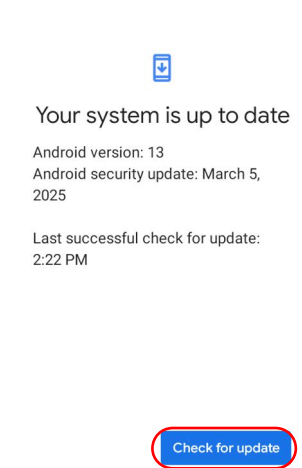 Your system is up to date
Android version: 13
Android security update: March 5,
2025
Last successful check for update:
2:22 PM
Check for update